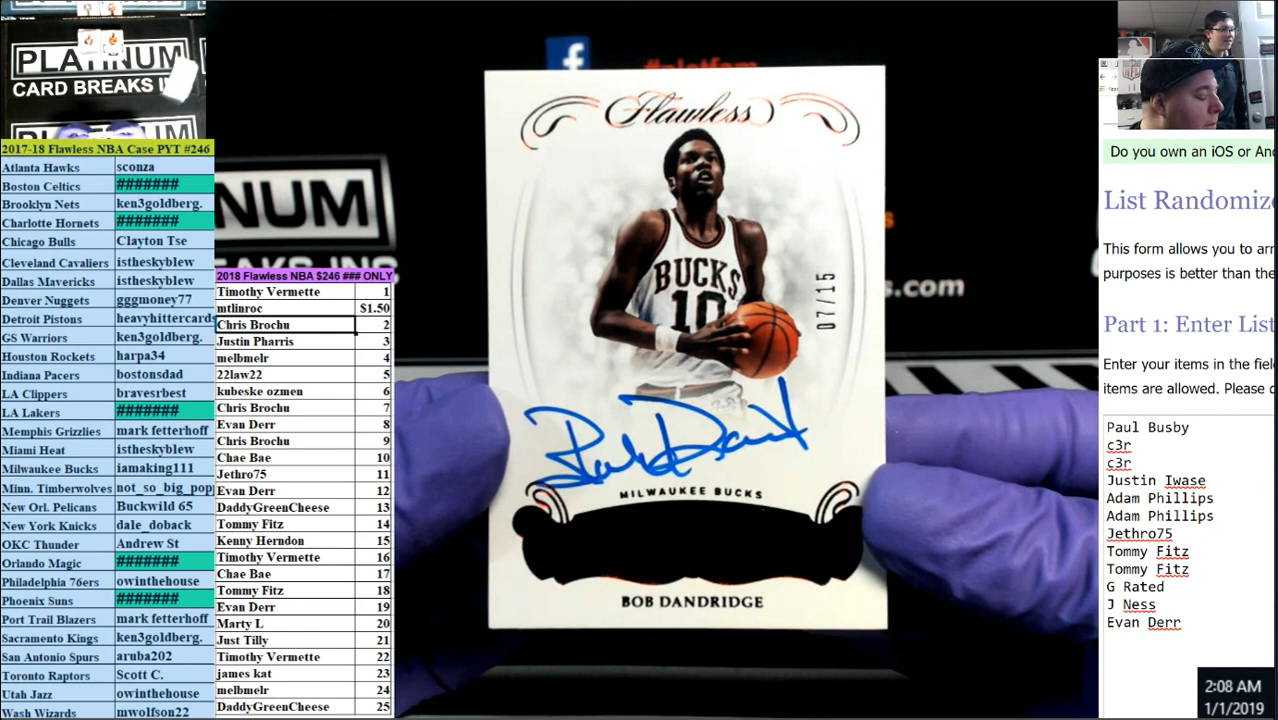 PLATINUM
CARD BREAKS IN
PLATINUM
2017-18 Flawless NBA Case PYT #246
Atlanta Hawks sconza
Boston Celtics #######
Brooklyn Nets ken3goldberg.
Charlotte Hornets #######
Chicago Bulls Clayton Tse
Cleveland Cavaliers istheskyblew
Dallas Mavericks istheskyblew
Denver Nuggets gggmoney77
Detroit Pistons heavyhittercards
GS Warriors ken3goldberg.
Houston Rockets harpa34
Indiana Pacers bostonsdad
LA Clippers bravesrbest
LA Lakers #######
Memphis Grizzlies mark fetterhoff
Miami Heat istheskyblew
Milwaukee Bucks iamaking111
Minn. Timberwolves not_so_big_pop
New Orl. Pelicans Buckwild 65
New York Knicks dale_doback
OKC Thunder Andrew St
Orlando Magic #######
Philadelphia 76ers owinthehouse
Phoenix Suns #######
Port Trail Blazers mark fetterhoff
Sacramento Kings ken3goldberg.
San Antonio Spurs aruba202
Toronto Raptors Scott C.
Utah Jazz owinthehouse
Wash Wizards mwolfson22
2018 Flawless NBA $246 ### ONLY
Timothy Vermette 1
mtlinroc $1.50
Chris Brochu 2
Justin Pharris 3
melbmelr 4
22law22 5
kubeske ozmen 6
Chris Brochu 7
Evan Derr 8
Chris Brochu 9
Chae Bae 10
Jethro75 11
Evan Derr 12
DaddyGreenCheese 13
Tommy Fitz 14
Kenny Herndon 15
Timothy Vermette 16
Chae Bae 17
Tommy Fitz 18
Evan Derr 19
Marty L 20
Just Tilly 21
Timothy Vermette 22
james kat 23
melbmelr 24
DaddyGreenCheese 25
NUM
s.com
Flawless
BUCKS
10
07/15
MILWAUKEE BUCKS
BOB DANDRIDGE
Do you own an iOS or And
List Randomize
This form allows you to arr
purposes is better than the
Part 1: Enter List
Enter your items in the fiel
items are allowed. Please c
Paul Busby
c3r
c3r
Justin Iwase
Adam Phillips
Adam Phillips
Jethro75
Tommy Fitz
Tommy Fitz
G Rated
J Ness
Evan Derr
2:08 AM
1/1/2019